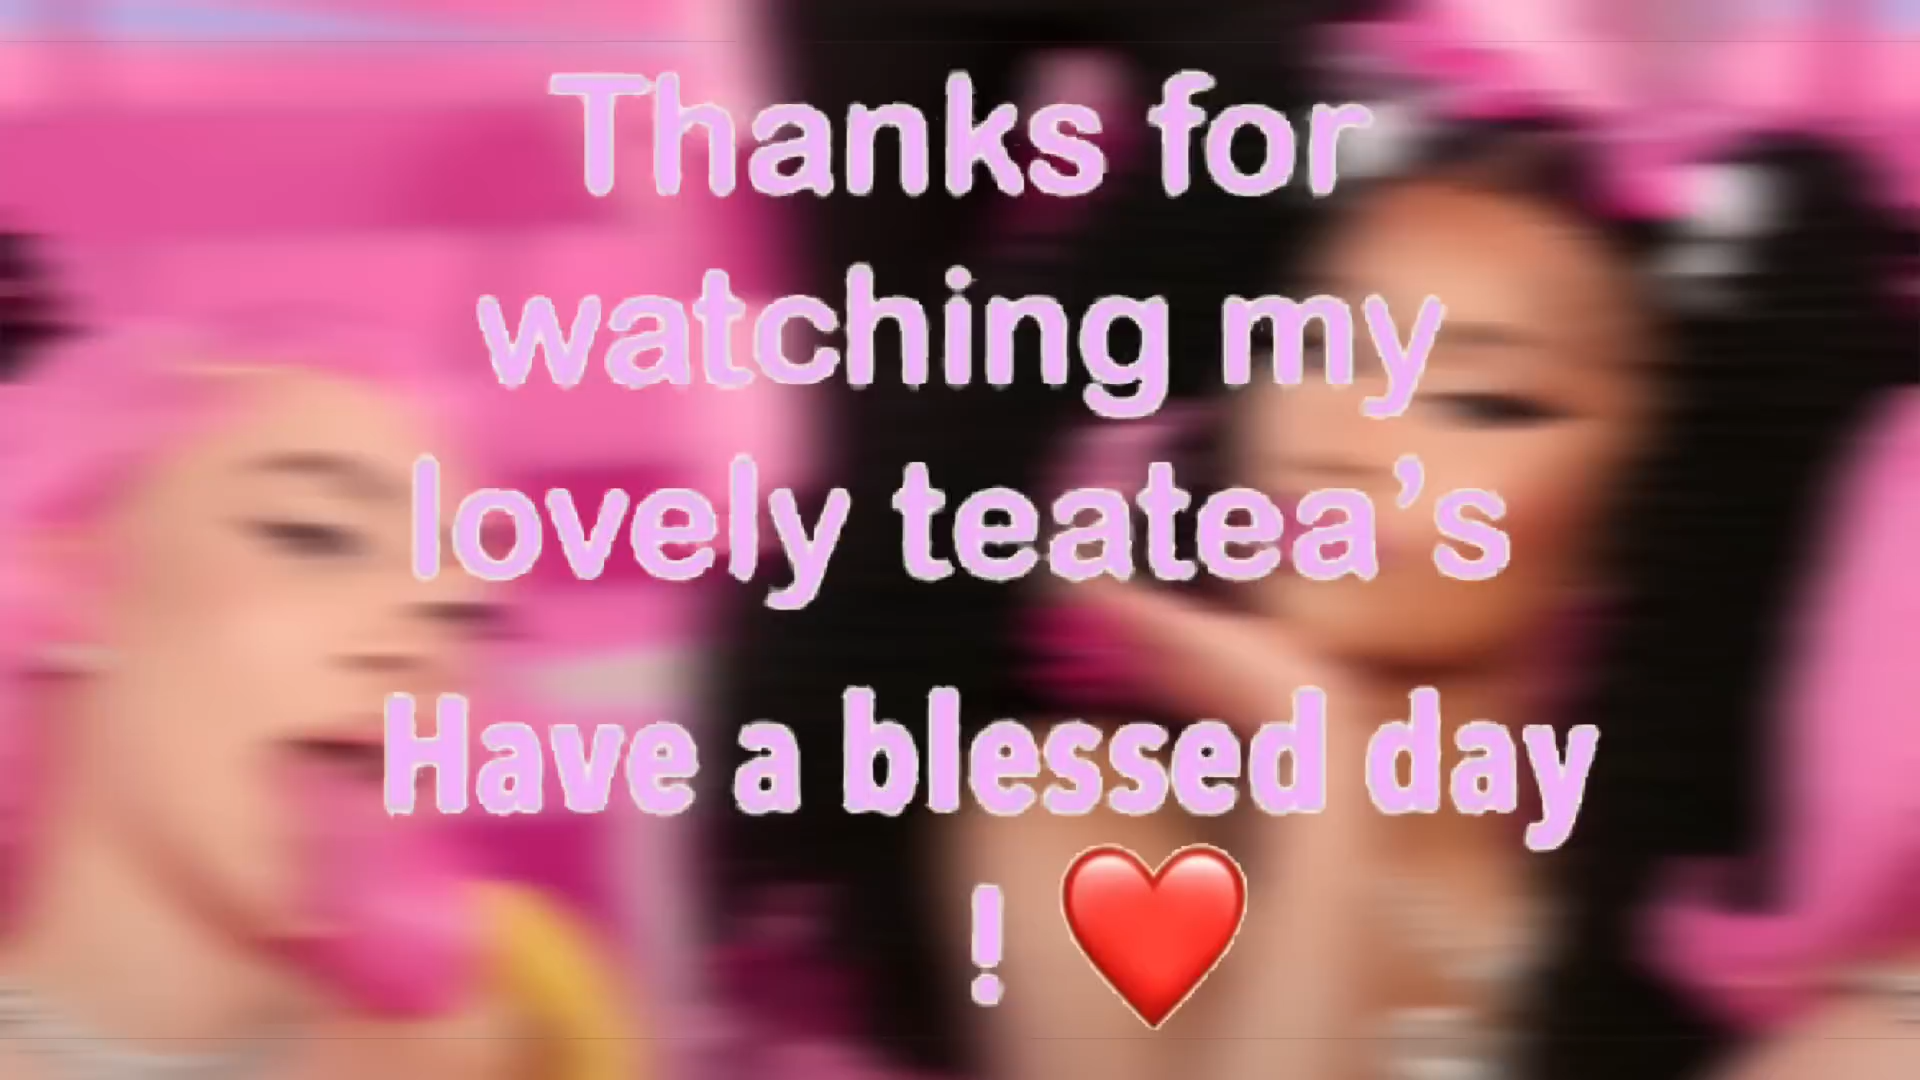 Thanks for
watching my
lovely teatea’s
Have a blessed day
! ❤️